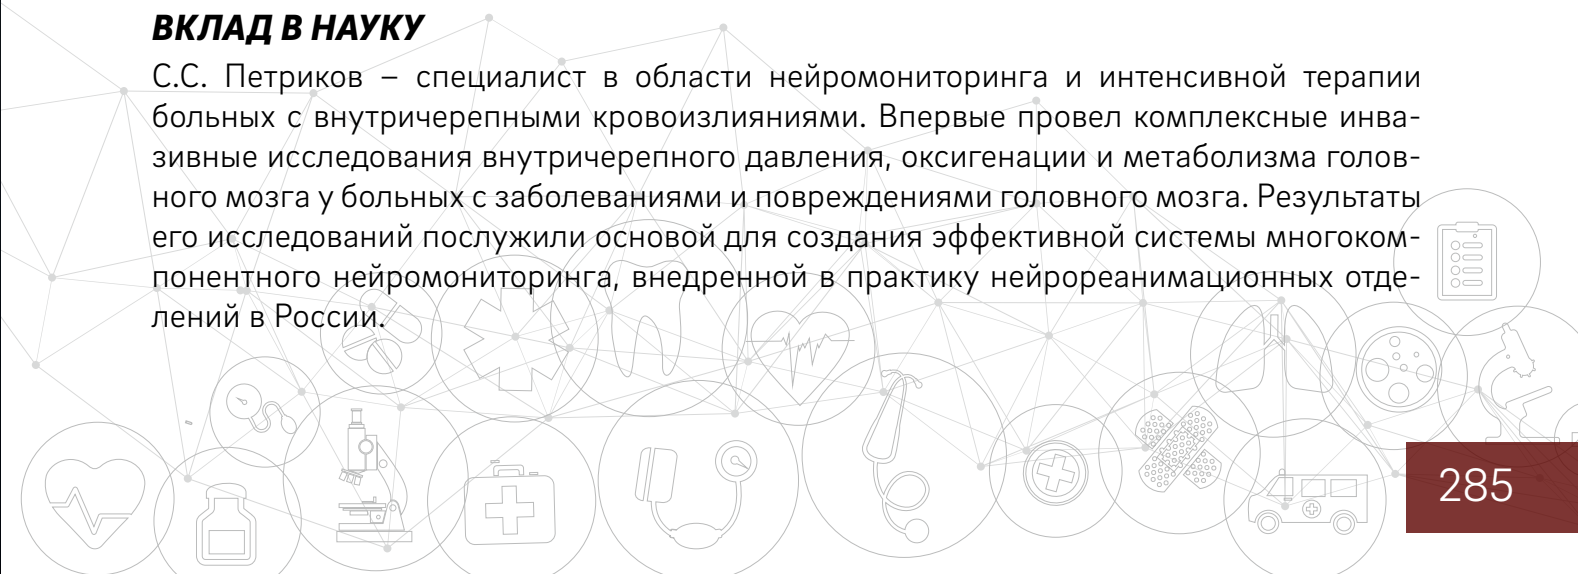 ВКЛАД В НАУКУ
С.С. Петриков – специалист в области нейромониторинга и интенсивной терапии
больных с внутричерепными кровоизлияниями. Впервые провел комплексные инва-
зивные исследования внутричерепного давления, оксигенации и метаболизма голов-
ного мозга у больных с заболеваниями и повреждениями головного мозга. Результаты
его исследований послужили основой для создания эффективной системы многоком-
понентного нейромониторинга, внедренной в практику нейрореанимационных отде-
лений в России.
285